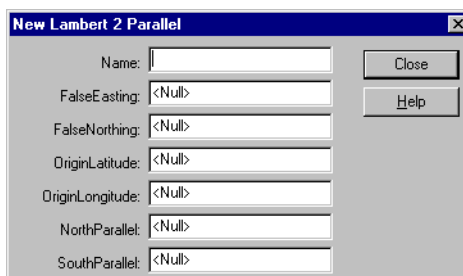 New Lambert 2 Parallel
Name:
Close
FalseEasting: <Null>
Help
FalseNorthing: <Null>
OriginLatitude: <Null>
OriginLongitude: <Null>
NorthParallel: <Null>
SouthParallel: <Null>